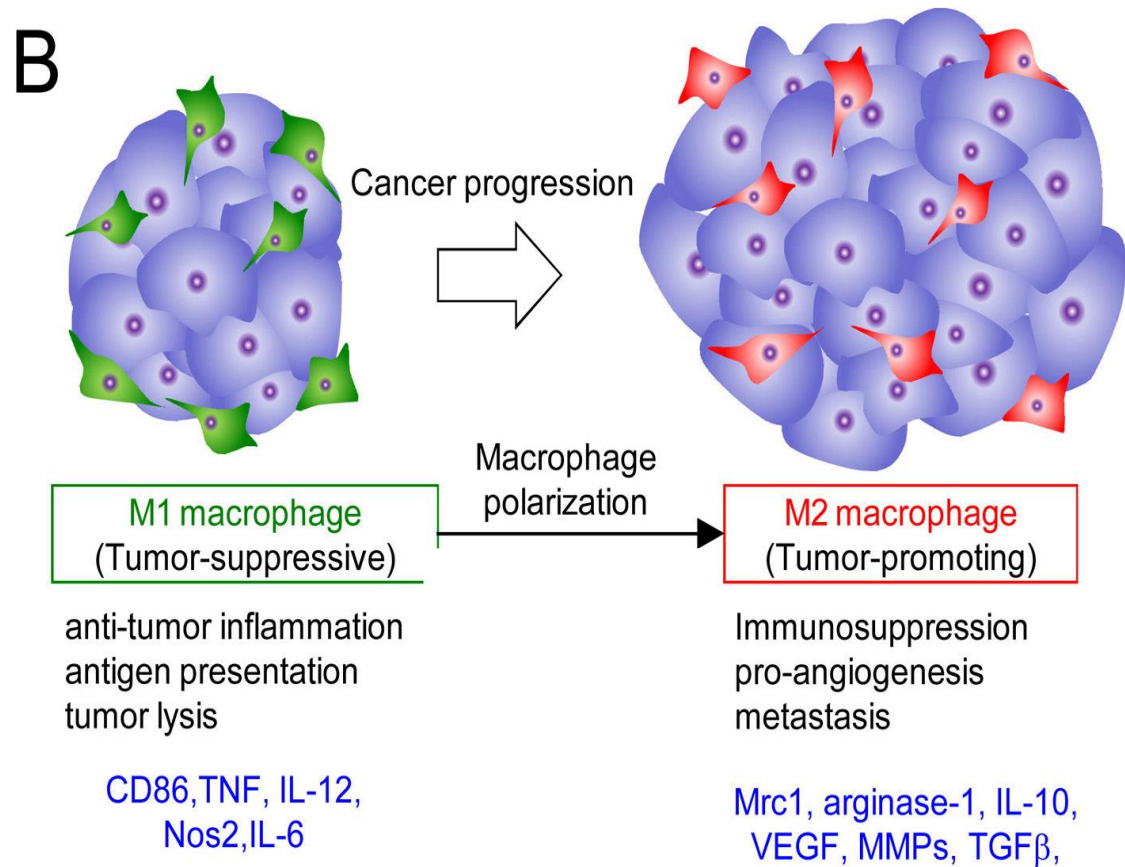 B
Cancer progression
Macrophage
polarization
M1 macrophage
(Tumor-suppressive)
M2 macrophage
(Tumor-promoting)
anti-tumor inflammation
antigen presentation
tumor lysis
Immunosuppression
pro-angiogenesis
metastasis
CD86,TNF, IL-12,
Nos2,IL-6
Mrc1, arginase-1, IL-10,
VEGF, MMPs, TGFβ,